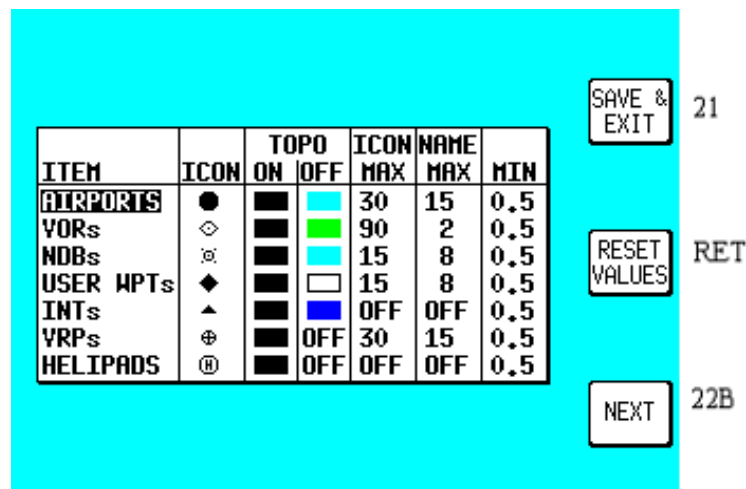 SAVE & EXIT 21
TOPO ICON NAME
ITEM ICON ON OFF MAX MAX MIN
AIRPORTS 30 15 0.5
VORs 90 2 0.5
NDBs 15 8 0.5
USER WPTs 15 8 0.5
INTs OFF OFF 0.5
VRPs OFF 30 15 0.5
HELIPADS H OFF OFF OFF 0.5
RESET VALUES RET
NEXT 22B